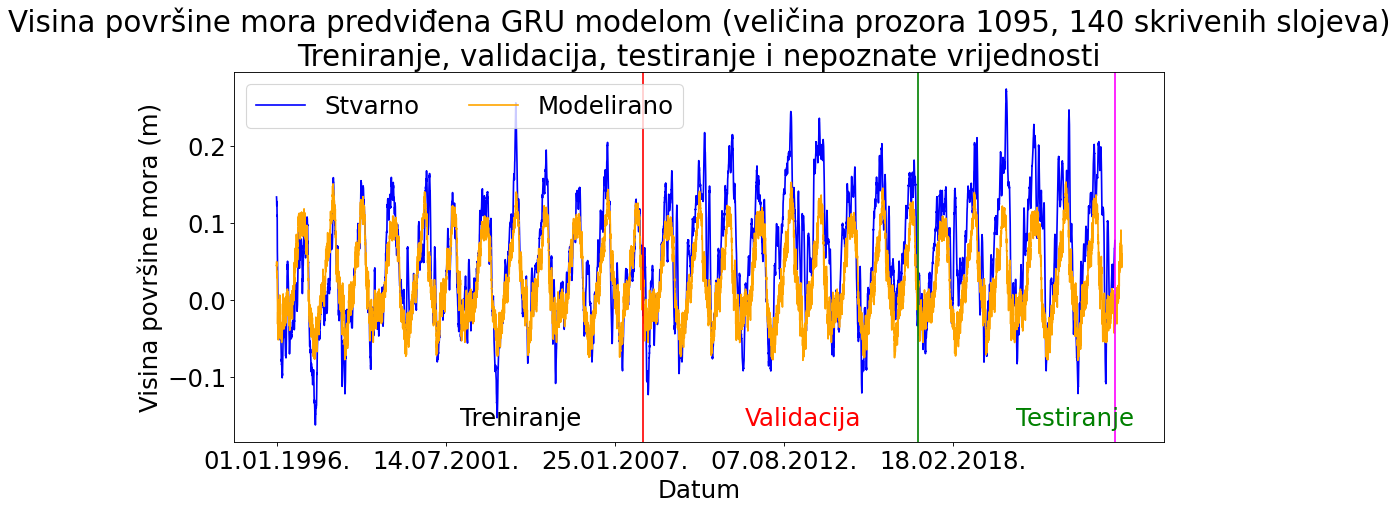 Visina površine mora predviđena GRU modelom (veličina prozora 1095, 140 skrivenih slojeva)
Treniranje, validacija, testiranje i nepoznate vrijednosti
Stvarno
Modelirano
Visina površine mora (m)
0.2
0.1
0.0
−0.1
Treniranje
Validacija
Testiranje
01.01.1996.
14.07.2001.
25.01.2007.
07.08.2012.
18.02.2018.
Datum